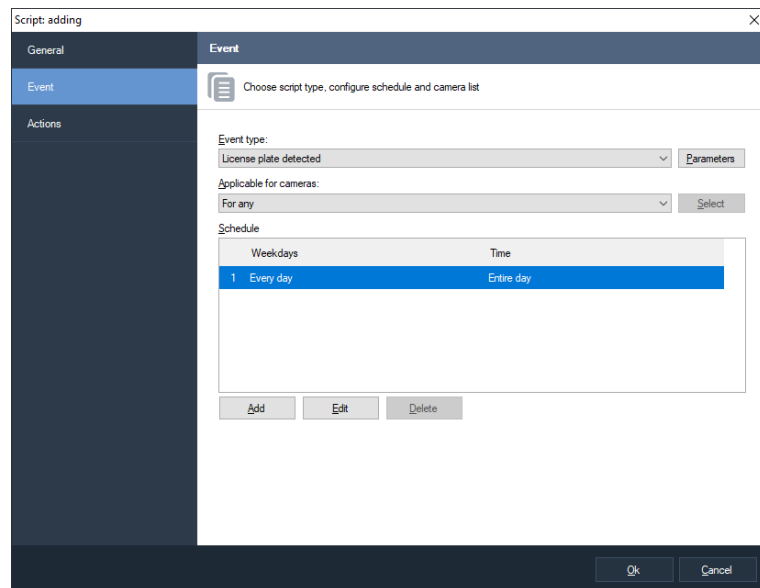 Script: adding
General
Event
Actions
Event
Choose script type, configure schedule and camera list
Event type:
License plate detected
Parameters
Applicable for cameras:
For any
Select
Schedule
Weekdays Time
1 Every day Entire day
Add Edit Delete
Ok Cancel